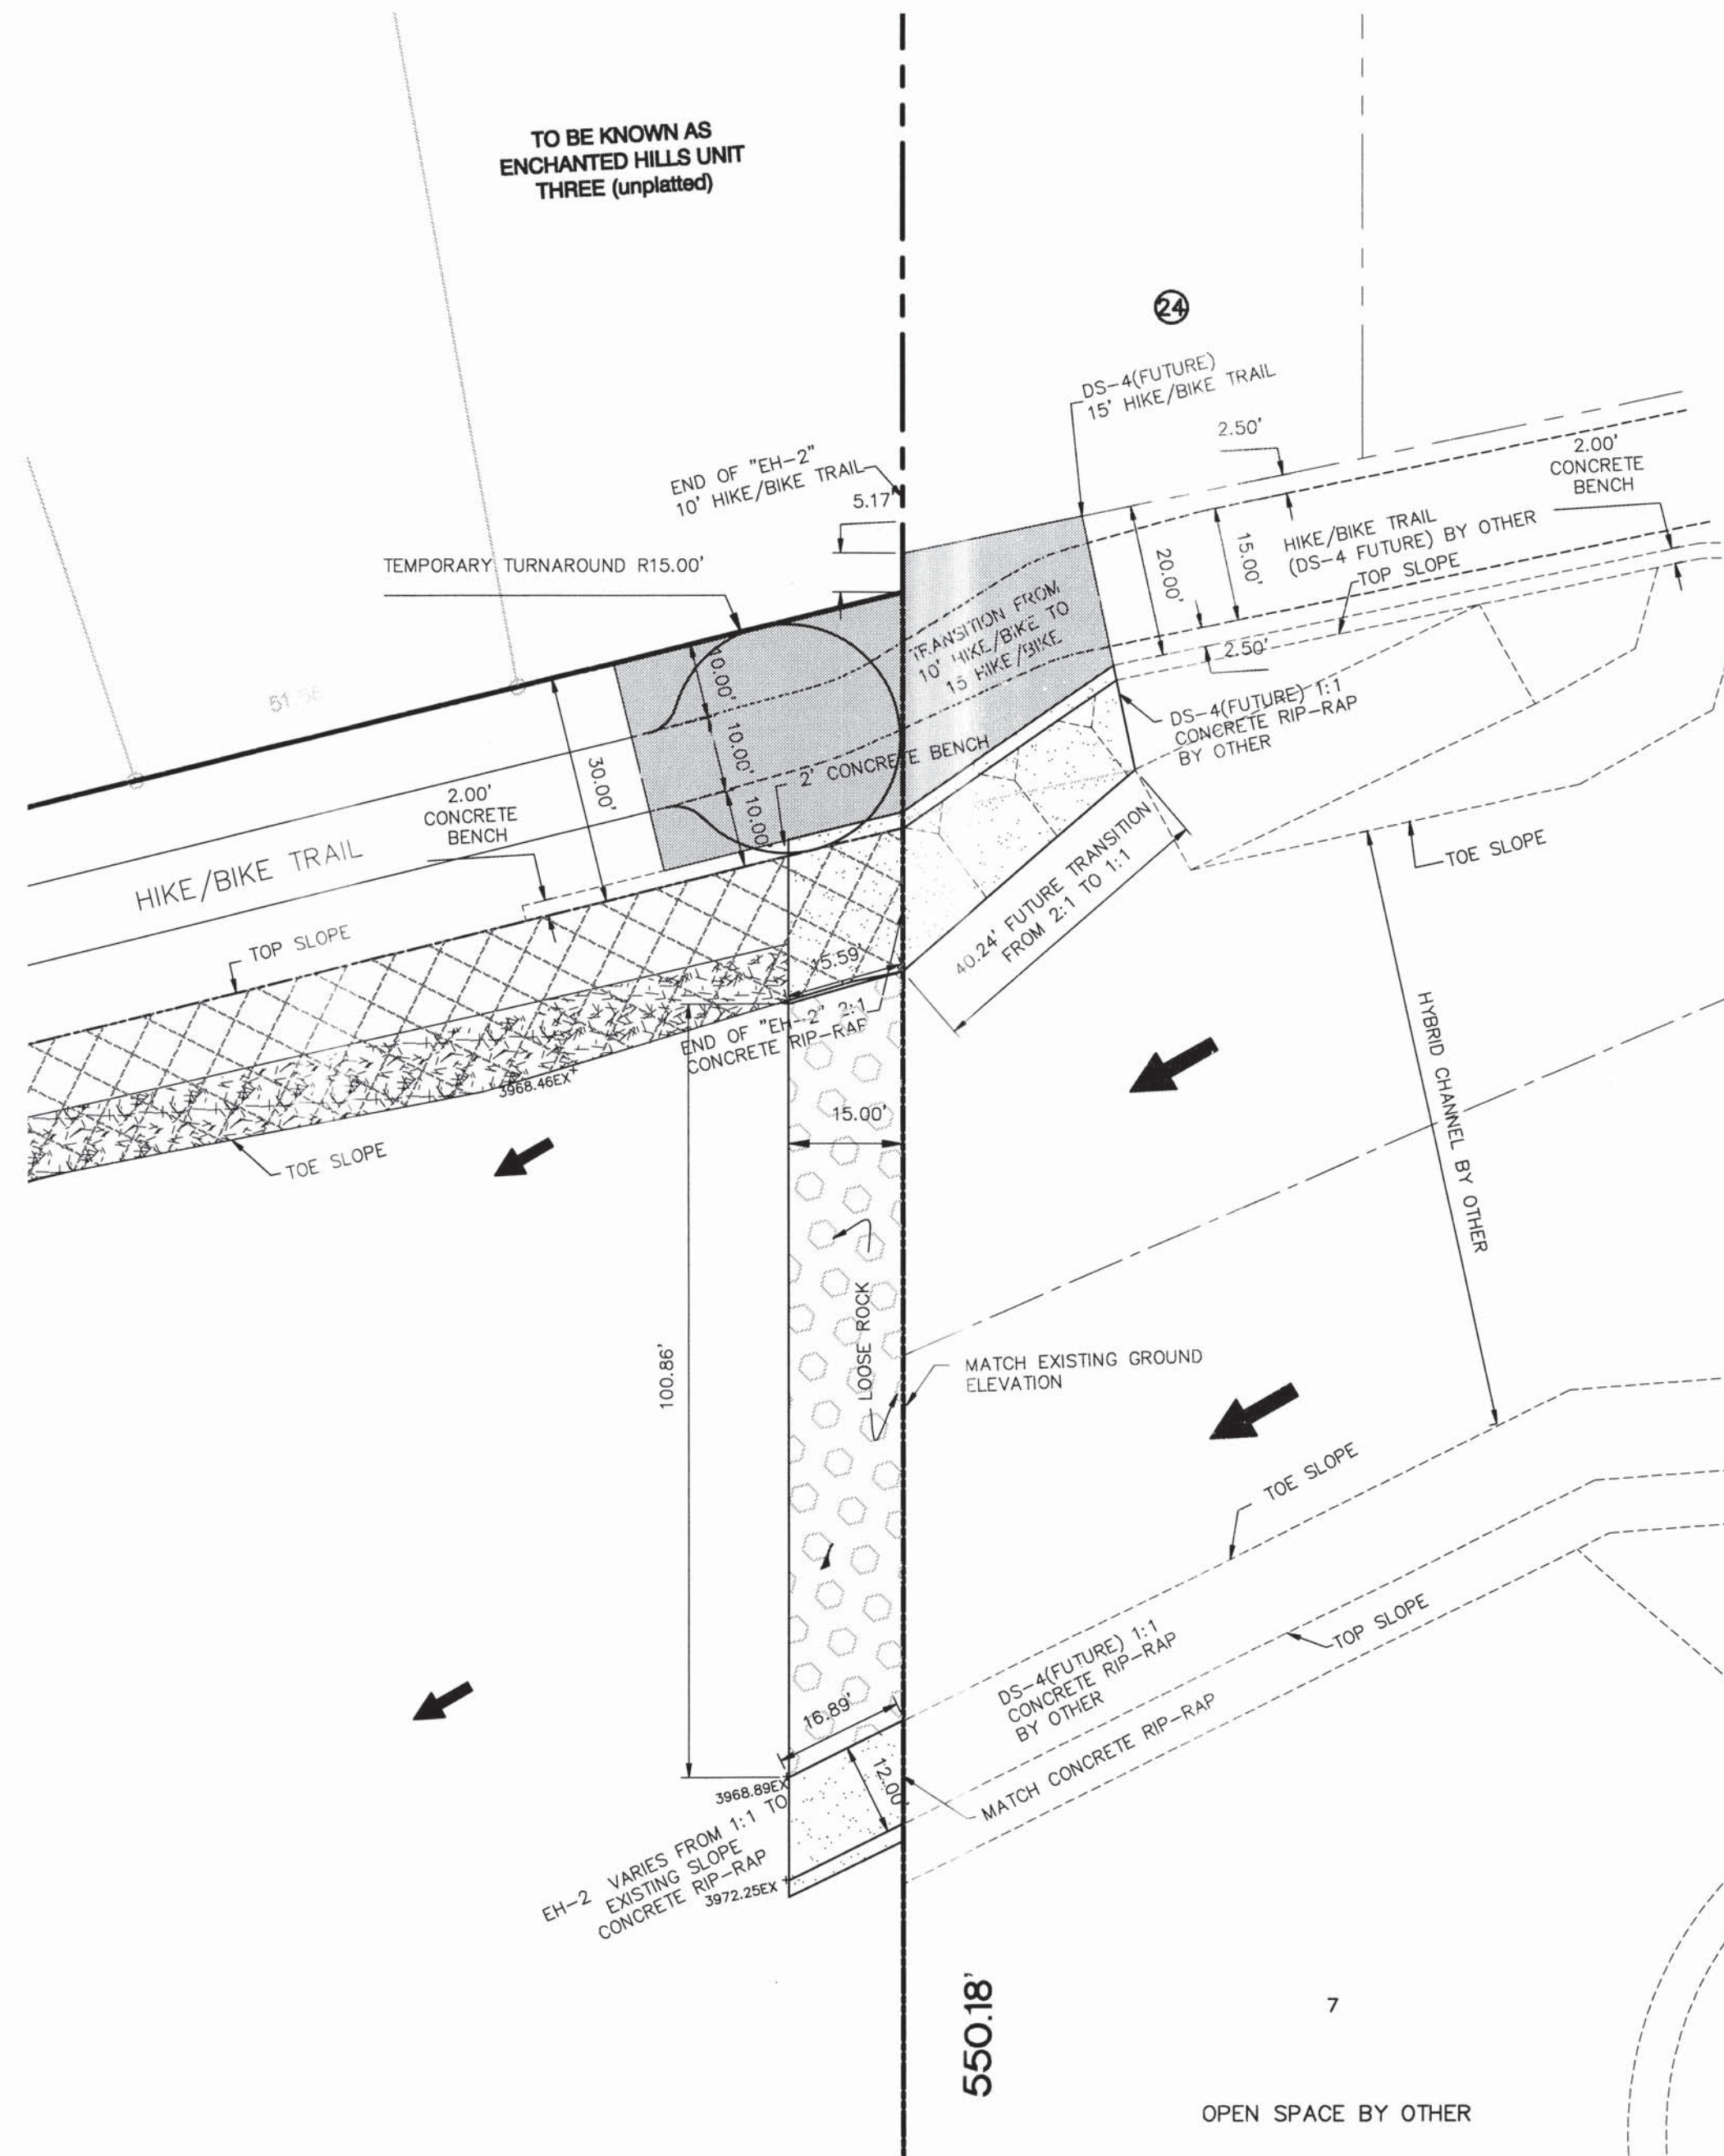 TO BE KNOWN AS
ENCHANTED HILLS UNIT
THREE (unplatted)
24
DS-4(FUTURE)
15' HIKE/BIKE TRAIL
2.50'
2.00'
CONCRETE
BENCH
END OF "EH-2"
10' HIKE/BIKE TRAIL
5.17'
HIKE/BIKE TRAIL
(DS-4 FUTURE) BY OTHER
TOP SLOPE
20.00'
15.00'
2.50'
TEMPORARY TURNAROUND R15.00'
TRANSITION FROM
10' HIKE/BIKE TO
15 HIKE/BIKE
10.00'
10.00'
10.00'
30.00'
2' CONCRETE BENCH
DS-4(FUTURE) 1:1
CONCRETE RIP-RAP
BY OTHER
51.56
2.00'
CONCRETE
BENCH
HIKE/BIKE TRAIL
TOP SLOPE
TOE SLOPE
40.24' FUTURE TRANSITION
FROM 2:1 TO 1:1
15.59'
END OF "EH-2" 2:1
CONCRETE RIP-RAP
3968.46EX
TOE SLOPE
15.00'
HYBRID CHANNEL BY OTHER
LOOSE ROCK
100.86'
MATCH EXISTING GROUND
ELEVATION
TOE SLOPE
TOP SLOPE
DS-4(FUTURE) 1:1
CONCRETE RIP-RAP
BY OTHER
MATCH CONCRETE RIP-RAP
16.89'
12.00'
3968.89EX
EH-2 VARIES FROM 1:1 TO
EXISTING SLOPE
CONCRETE RIP-RAP
3972.25EX
550.18'
7
OPEN SPACE BY OTHER